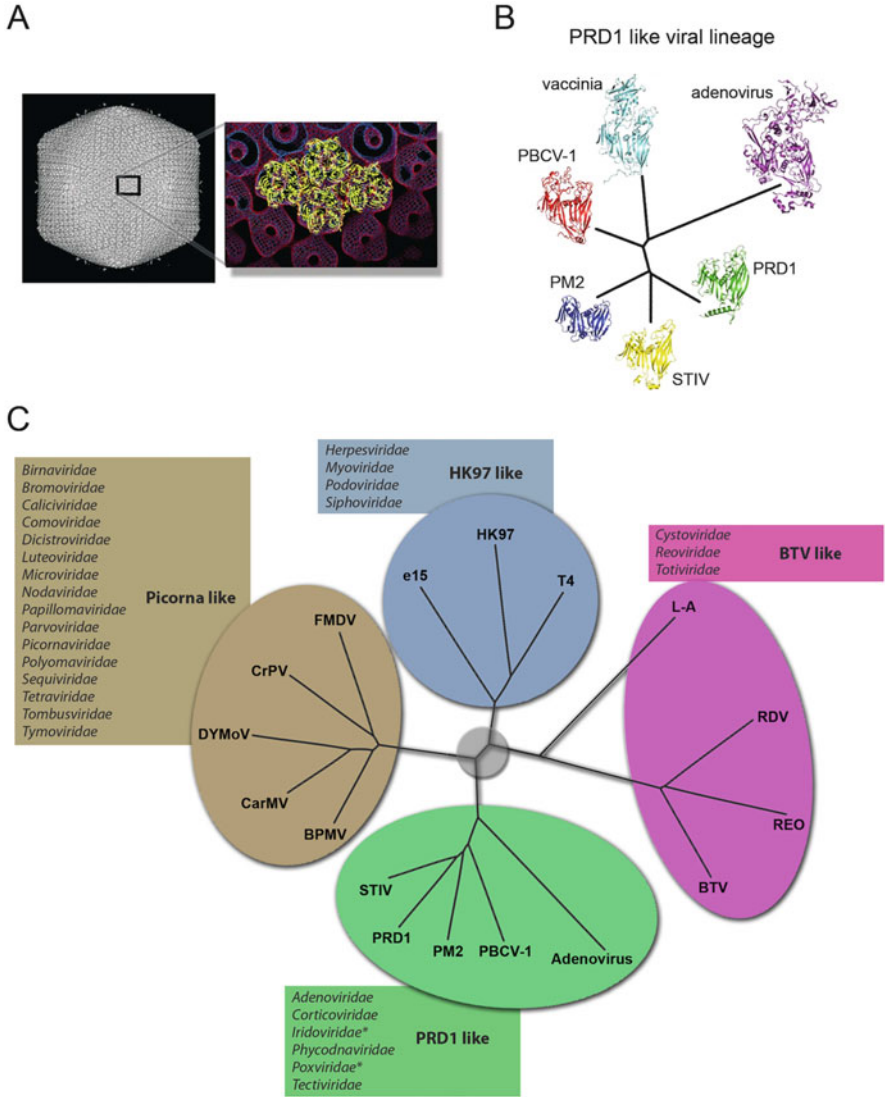 A
B
PRD1 like viral lineage
vaccinia
adenovirus
PBCV-1
PRD1
PM2
STIV
C
Birnaviridae
Bromoviridae
Caliciviridae
Comoviridae
Dicistroviridae
Luteoviridae
Microviridae
Nodaviridae
Papillomaviridae
Parvoviridae
Picornaviridae
Polyomaviridae
Sequiviridae
Tetraviridae
Tombusviridae
Tymoviridae
Picorna like
Herpesviridae
Myoviridae
Podoviridae
Siphoviridae
HK97 like
Cystoviridae
Reoviridae
Totiviridae
BTV like
HK97
e15
T4
L-A
FMDV
CrPV
DYMoV
CarMV
BPMV
RDV
REO
BTV
STIV
PRD1
PM2
PBCV-1
Adenovirus
Adenoviridae
Corticoviridae
Iridoviridae*
Phycodnaviridae
Poxviridae*
Tectiviridae
PRD1 like